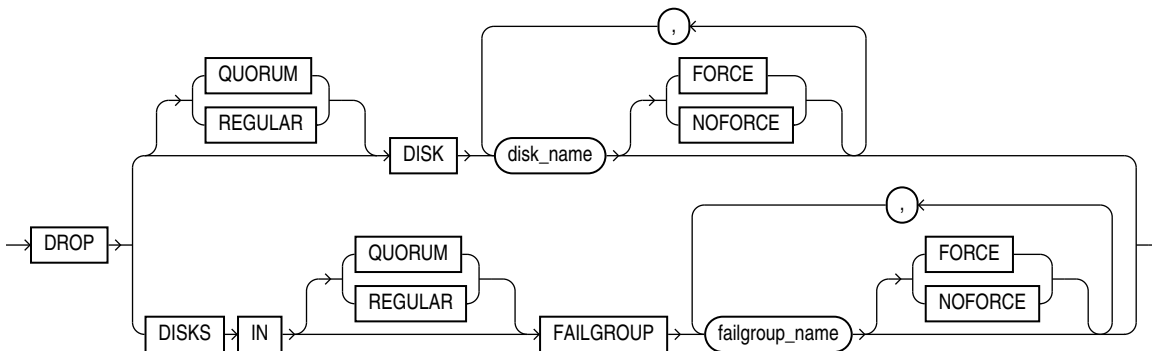 ,
QUORUM FORCE
REGULAR NOFORCE
DISK disk_name
,
DROP QUORUM FORCE
REGULAR NOFORCE
DISKS IN FAILGROUP failgroup_name